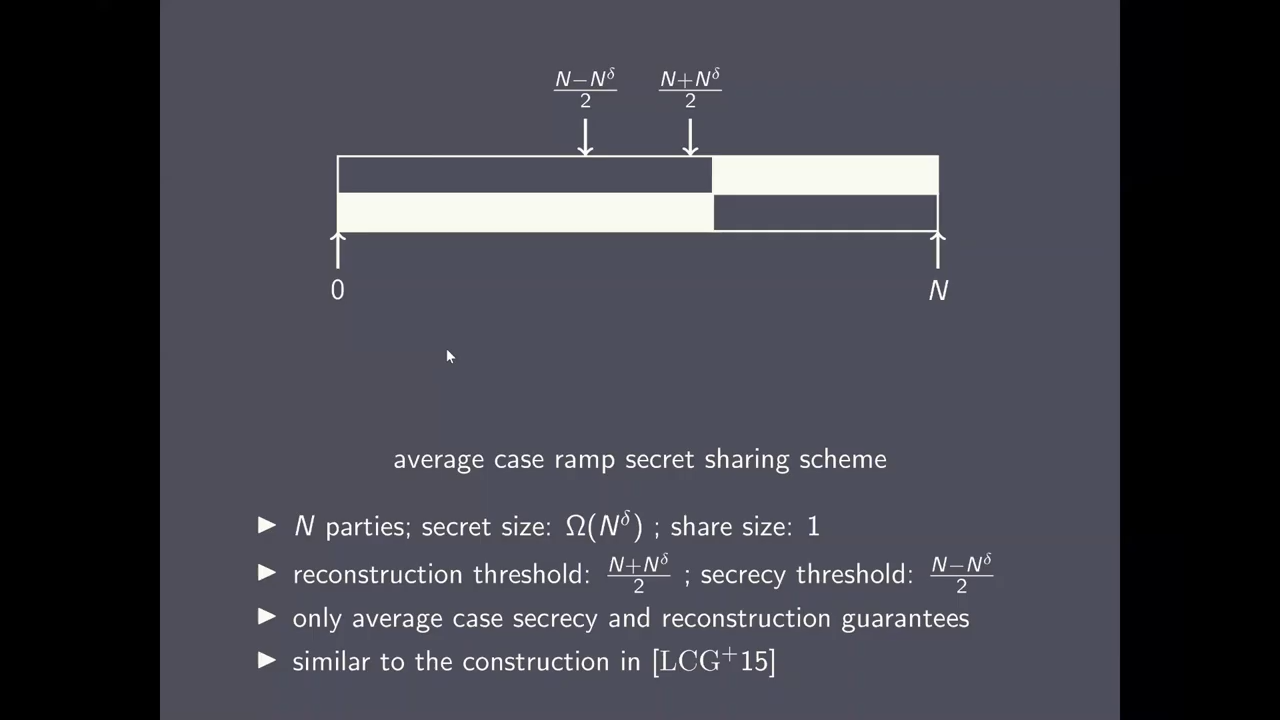 (N−N^δ)/2 (N+N^δ)/2
0 N
average case ramp secret sharing scheme
▶ N parties; secret size: Ω(N^δ) ; share size: 1
▶ reconstruction threshold: (N+N^δ)/2 ; secrecy threshold: (N−N^δ)/2
▶ only average case secrecy and reconstruction guarantees
▶ similar to the construction in [LCG⁺15]